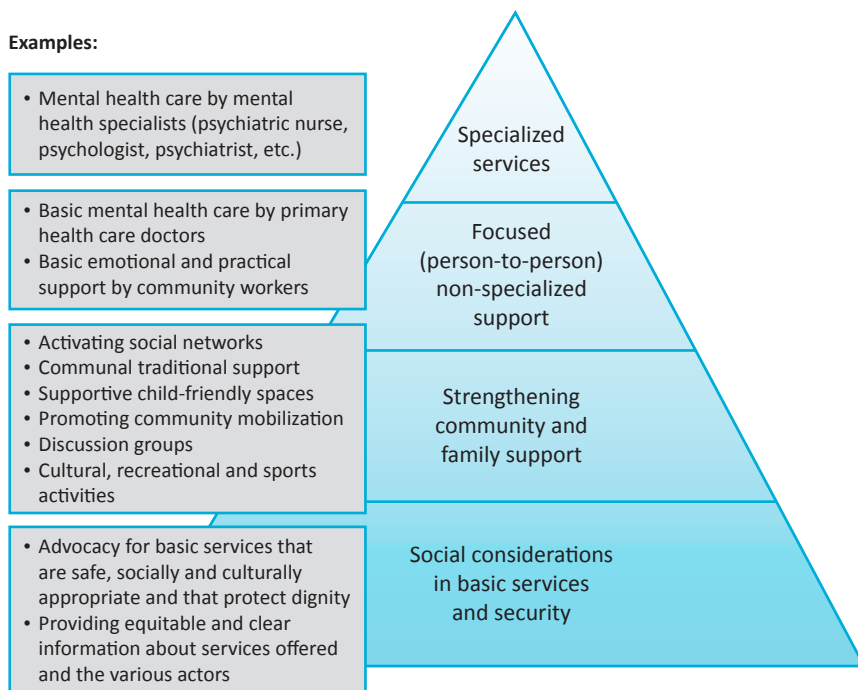 Examples:
• Mental health care by mental
health specialists (psychiatric nurse,
psychologist, psychiatrist, etc.)
Specialized
services
• Basic mental health care by primary
health care doctors
• Basic emotional and practical
support by community workers
Focused
(person-to-person)
non-specialized
support
• Activating social networks
• Communal traditional support
• Supportive child-friendly spaces
• Promoting community mobilization
• Discussion groups
• Cultural, recreational and sports
activities
Strengthening
community and
family support
• Advocacy for basic services that
are safe, socially and culturally
appropriate and that protect dignity
• Providing equitable and clear
information about services offered
and the various actors
Social considerations
in basic services
and security